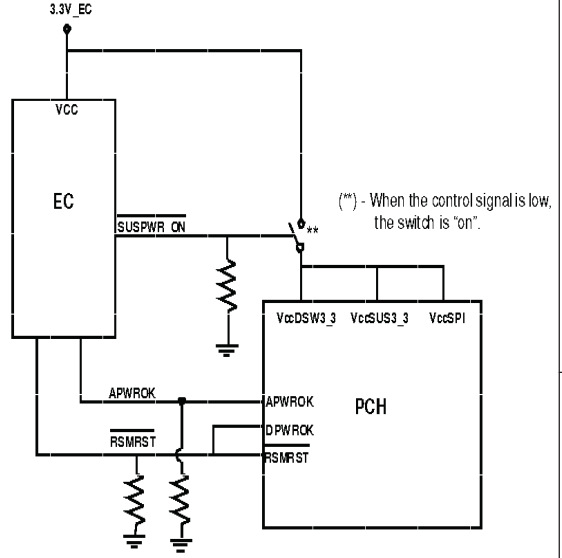 3.3V_EC
VCC
EC
SUSPWR_ON
**
(**) - When the control signal is low,
the switch is "on".
VccDSW3_3 VccSUS3_3 VccSPI
APWROK
APWROK
PCH
DPWROK
RSMRST
RSMRST